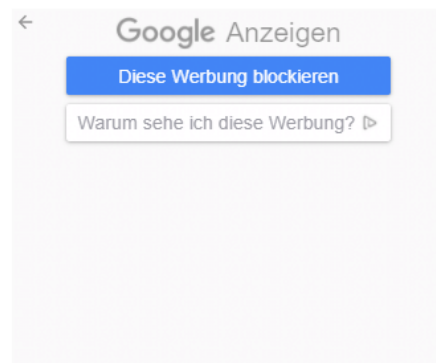 Google Anzeigen
Diese Werbung blockieren
Warum sehe ich diese Werbung?